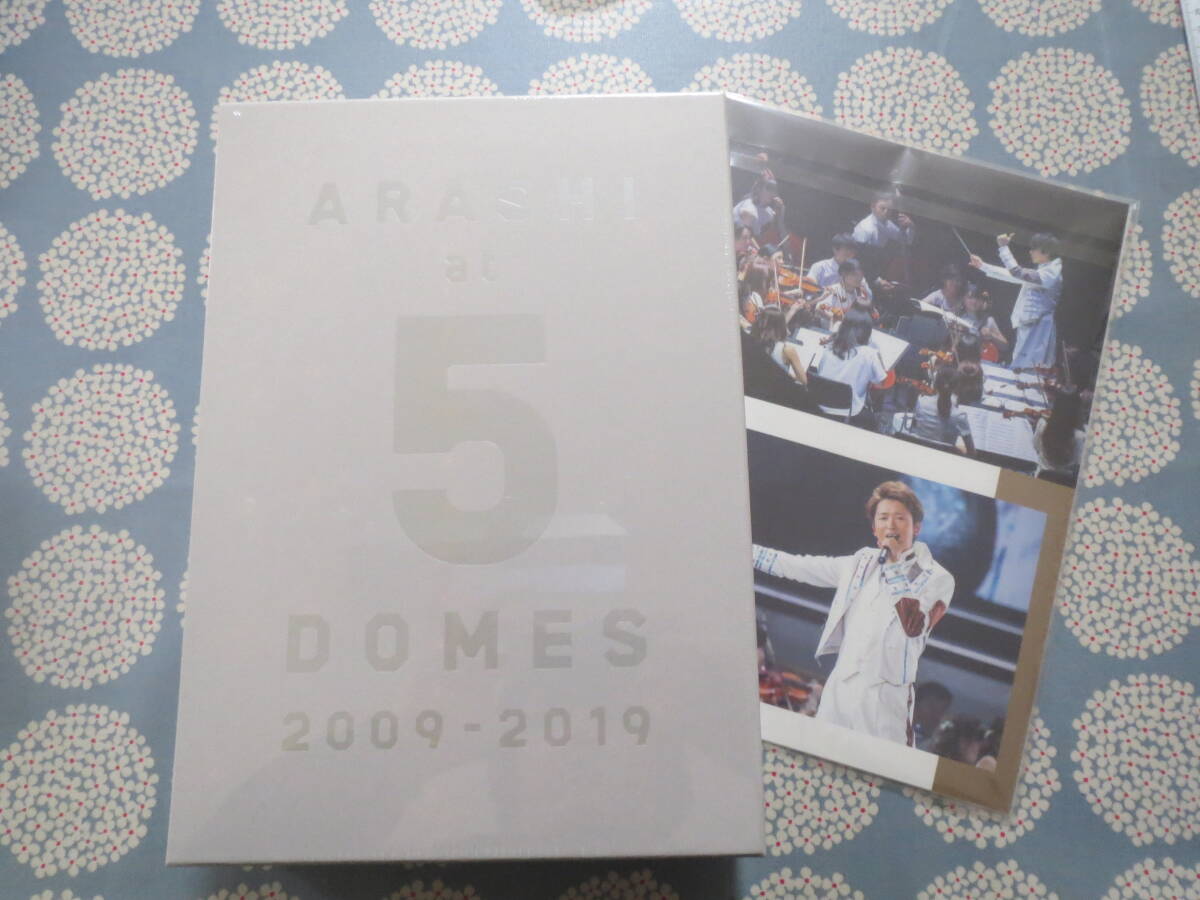 ARASHI
at
5
DOMES
2009-2019